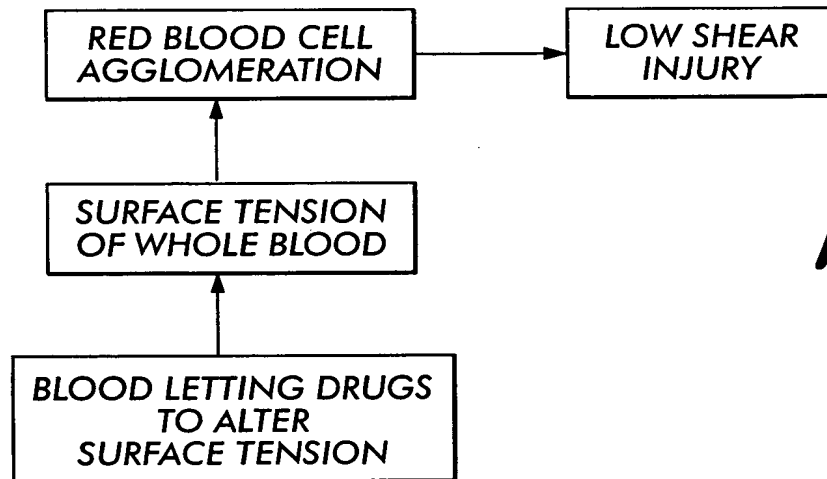 RED BLOOD CELL
AGGLOMERATION
LOW SHEAR
INJURY
SURFACE TENSION
OF WHOLE BLOOD
BLOOD LETTING DRUGS
TO ALTER
SURFACE TENSION